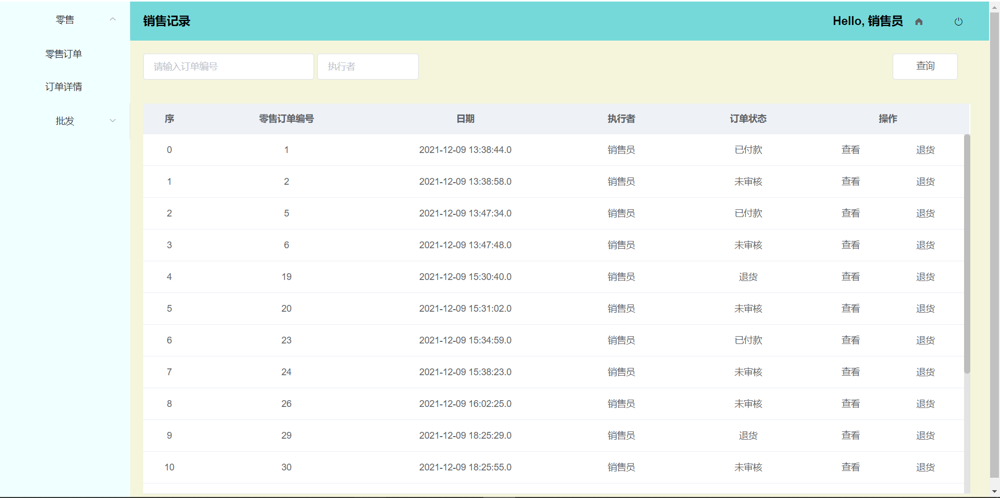 零售
零售订单
订单详情
批发
销售记录
Hello, 销售员
请输入订单编号 执行者 查询
序 零售订单编号 日期 执行者 订单状态 操作
0 1 2021-12-09 13:38:44.0 销售员 已付款 查看 退货
1 2 2021-12-09 13:38:58.0 销售员 未审核 查看 退货
2 5 2021-12-09 13:47:34.0 销售员 已付款 查看 退货
3 6 2021-12-09 13:47:48.0 销售员 未审核 查看 退货
4 19 2021-12-09 15:30:40.0 销售员 退货 查看 退货
5 20 2021-12-09 15:31:02.0 销售员 未审核 查看 退货
6 23 2021-12-09 15:34:59.0 销售员 已付款 查看 退货
7 24 2021-12-09 15:38:23.0 销售员 未审核 查看 退货
8 26 2021-12-09 16:02:25.0 销售员 未审核 查看 退货
9 29 2021-12-09 18:25:29.0 销售员 退货 查看 退货
10 30 2021-12-09 18:25:55.0 销售员 未审核 查看 退货